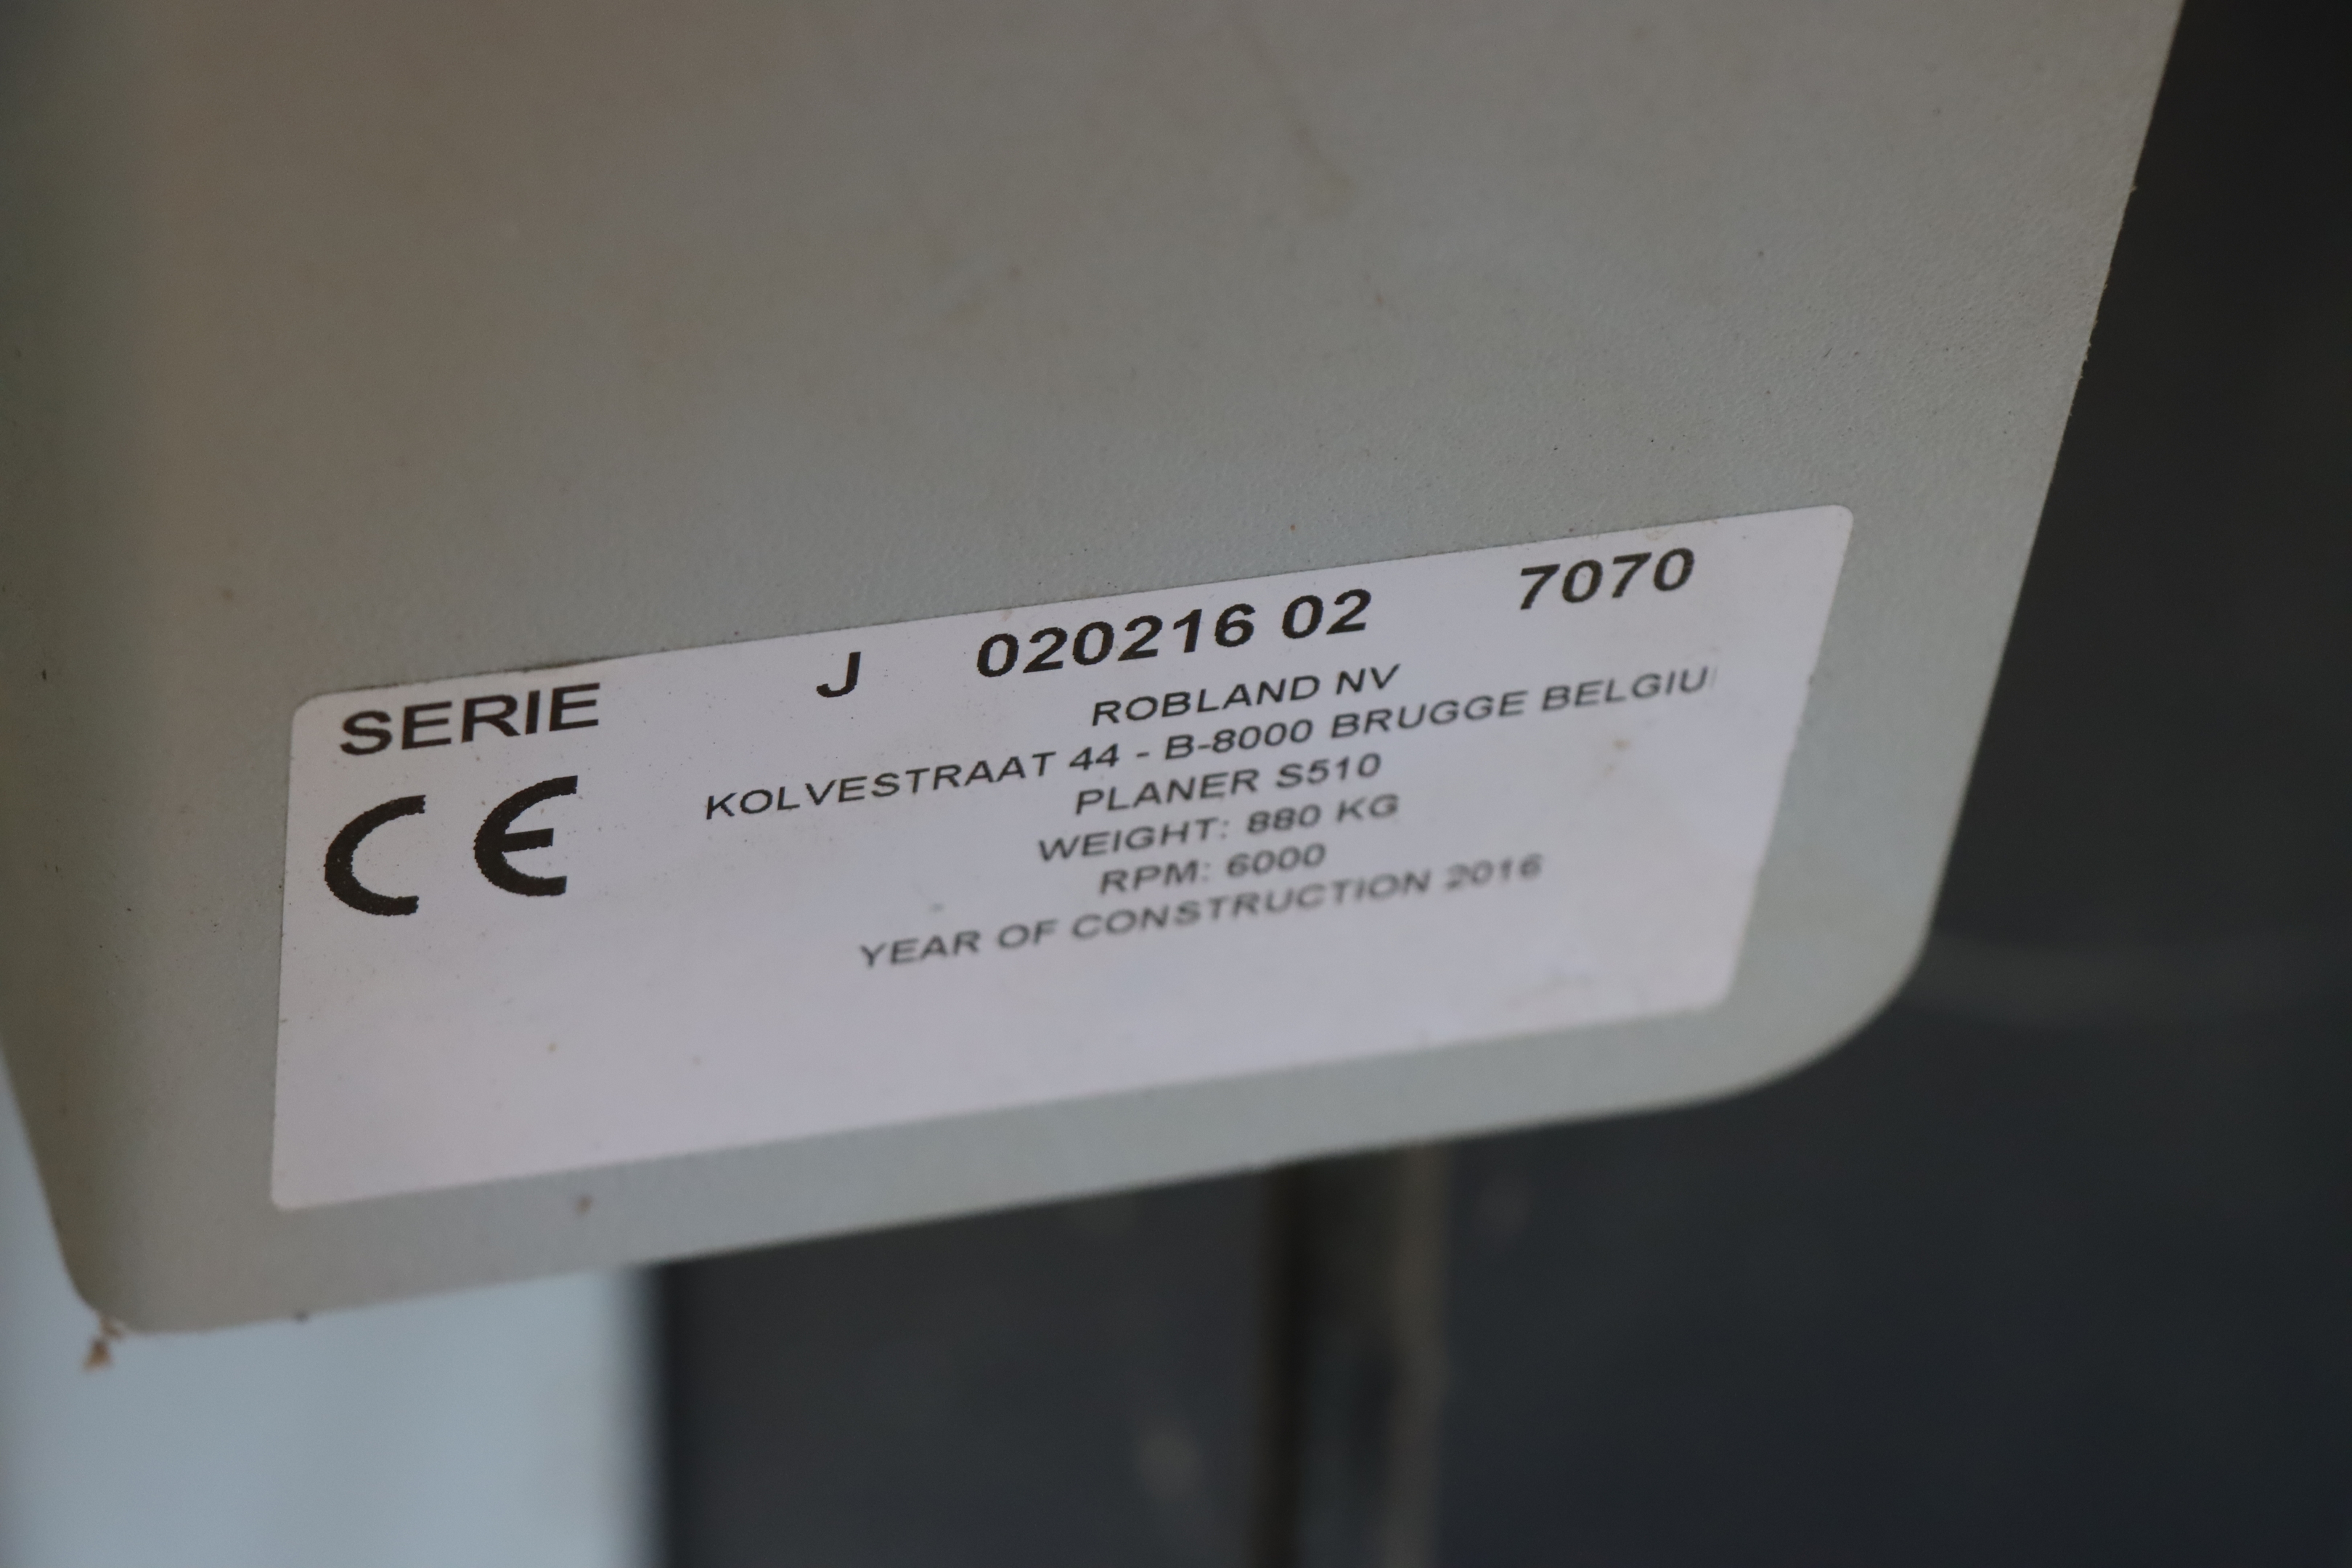 SERIE J 020216 02 7070
ROBLAND NV
KOLVESTRAAT 44 - B-8000 BRUGGE BELGIU
CE
PLANER S510
WEIGHT: 880 KG
RPM: 6000
YEAR OF CONSTRUCTION 2016